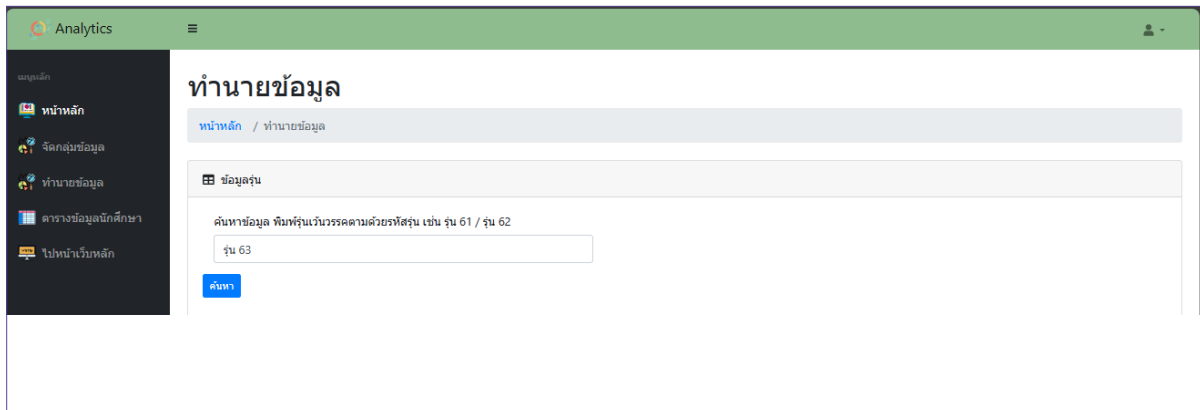 Analytics
เมนูหลัก
หน้าหลัก
จัดกลุ่มข้อมูล
ทำนายข้อมูล
ตารางข้อมูลนักศึกษา
ไปหน้าเว็บหลัก
ทำนายข้อมูล
หน้าหลัก / ทำนายข้อมูล
ข้อมูลรุ่น
ค้นหาข้อมูล พิมพ์รุ่นเว้นวรรคตามด้วยรหัสรุ่น เช่น รุ่น 61 / รุ่น 62
รุ่น 63
ค้นหา